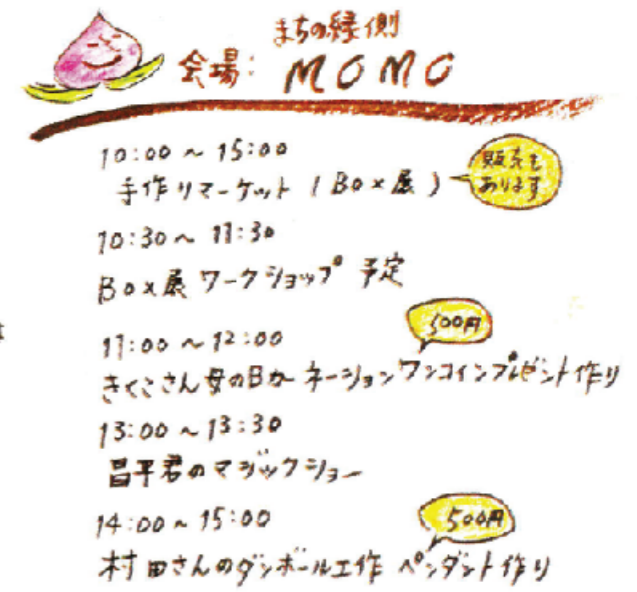 まちの縁側
会場: MOMO
10:00 ~ 15:00
手作りマーケット (Box展)
販売も
あります
10:30 ~ 11:30
Box展 ワークショップ 予定
11:00 ~ 12:00
500円
きくこさん 母の日カーネーションワンコインプレゼント作り
13:00 ~ 13:30
昌平君のマジックショー
14:00 ~ 15:00
500円
村田さんのダンボール工作 ペンダント作り